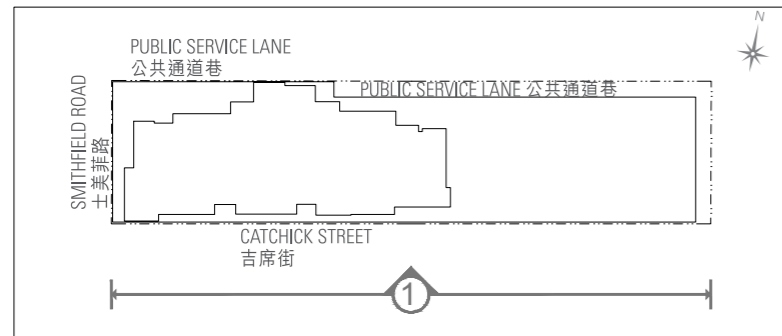 N
PUBLIC SERVICE LANE
公共通道巷
PUBLIC SERVICE LANE 公共通道巷
SMITHFIELD ROAD
士美菲路
CATCHICK STREET
吉席街
1